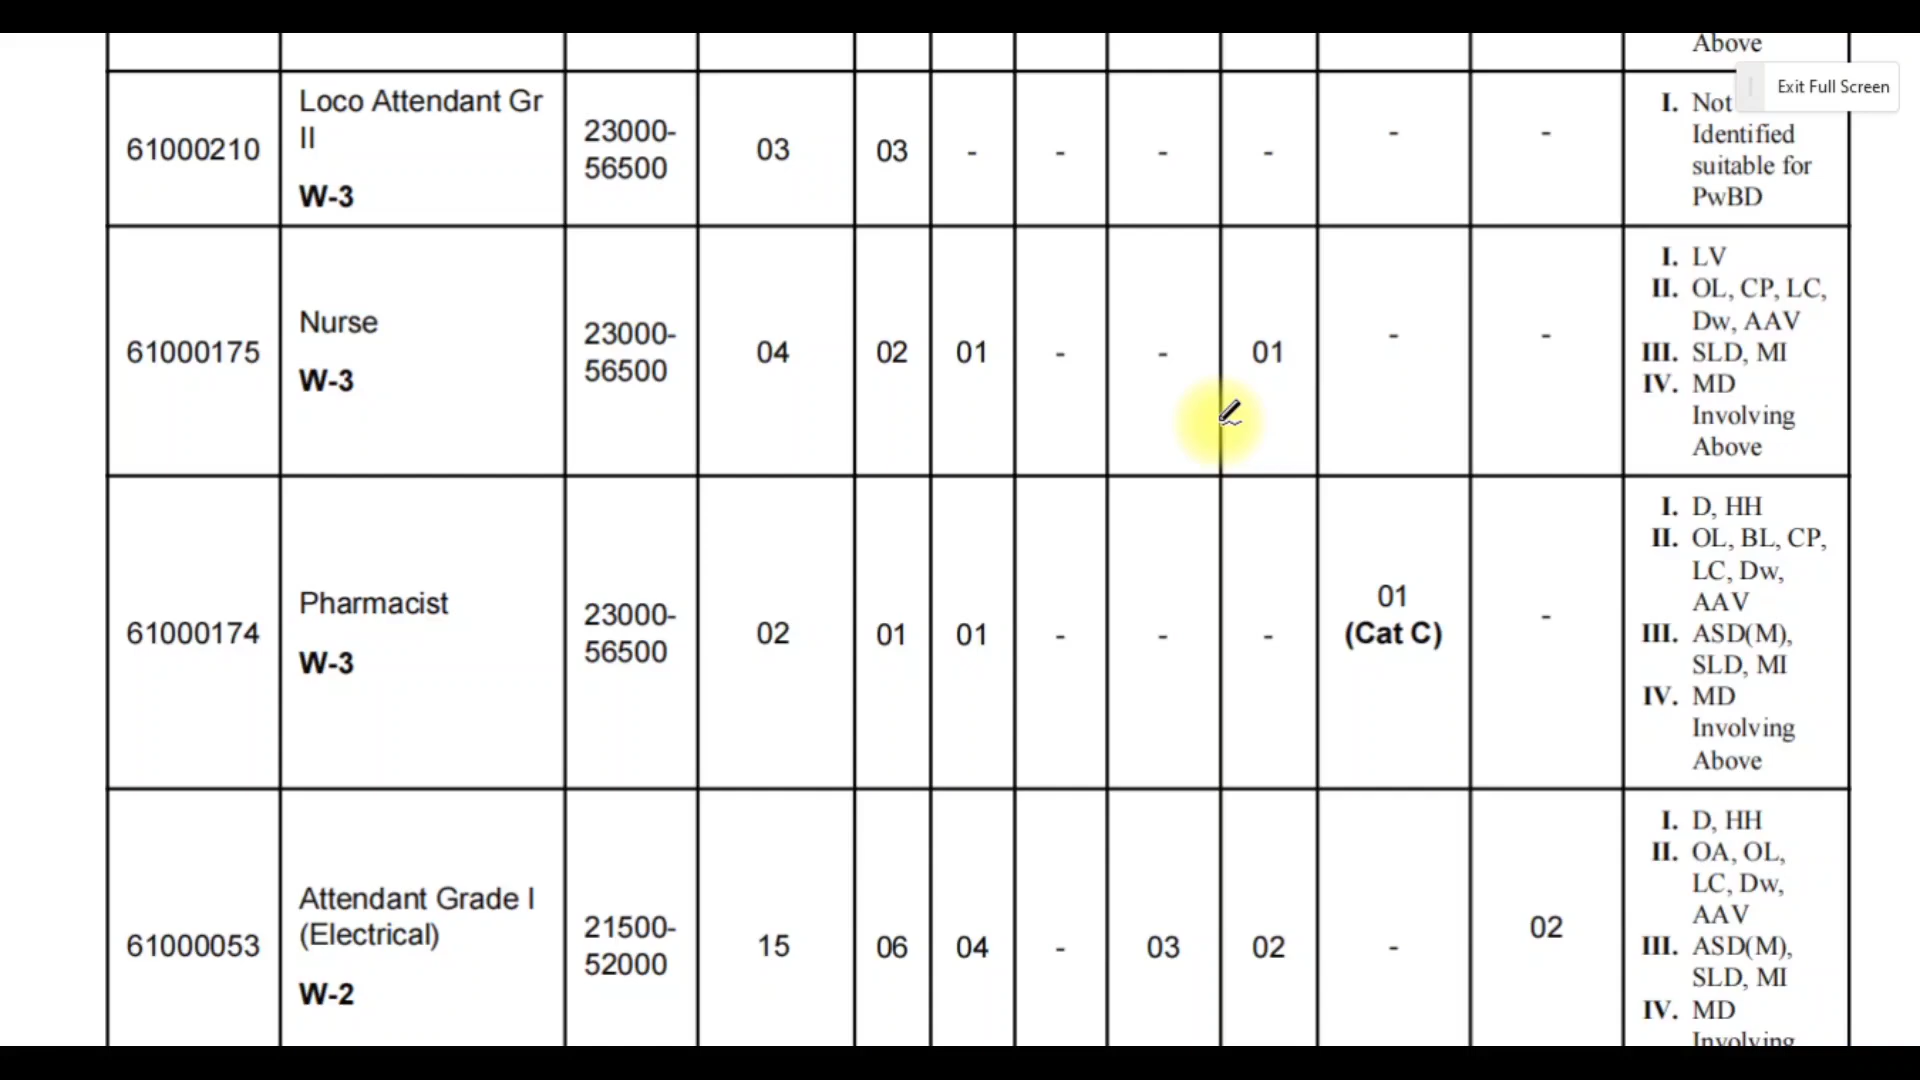 Above
Exit Full Screen
61000210
Loco Attendant Gr
II
W-3
23000-
56500
03
03
-
-
-
-
-
-
I. Not
Identified
suitable for
PwBD
61000175
Nurse
W-3
23000-
56500
04
02
01
-
-
01
-
-
I. LV
II. OL, CP, LC,
Dw, AAV
III. SLD, MI
IV. MD
Involving
Above
61000174
Pharmacist
W-3
23000-
56500
02
01
01
-
-
-
01
(Cat C)
-
I. D, HH
II. OL, BL, CP,
LC, Dw,
AAV
III. ASD(M),
SLD, MI
IV. MD
Involving
Above
61000053
Attendant Grade I
(Electrical)
W-2
21500-
52000
15
06
04
-
03
02
-
02
I. D, HH
II. OA, OL,
LC, Dw,
AAV
III. ASD(M),
SLD, MI
IV. MD
Involving